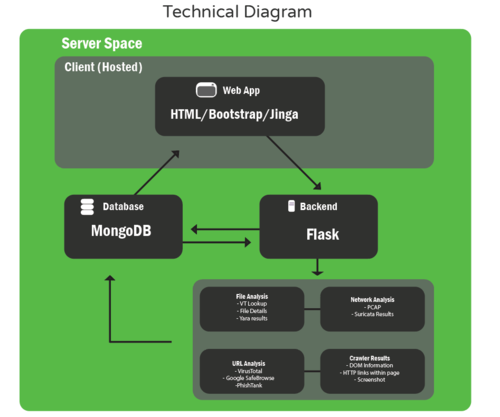 Technical Diagram
Server Space
Client (Hosted)
Web App
HTML/Bootstrap/Jinga
Database
MongoDB
Backend
Flask
File Analysis
- VT Lookup
- File Details
- Yara results
Network Analysis
- PCAP
- Suricata Results
URL Analysis
- VirusTotal
- Google SafeBrowse
-PhishTank
Crawler Results
- DOM Information
- HTTP links within page
- Screenshot